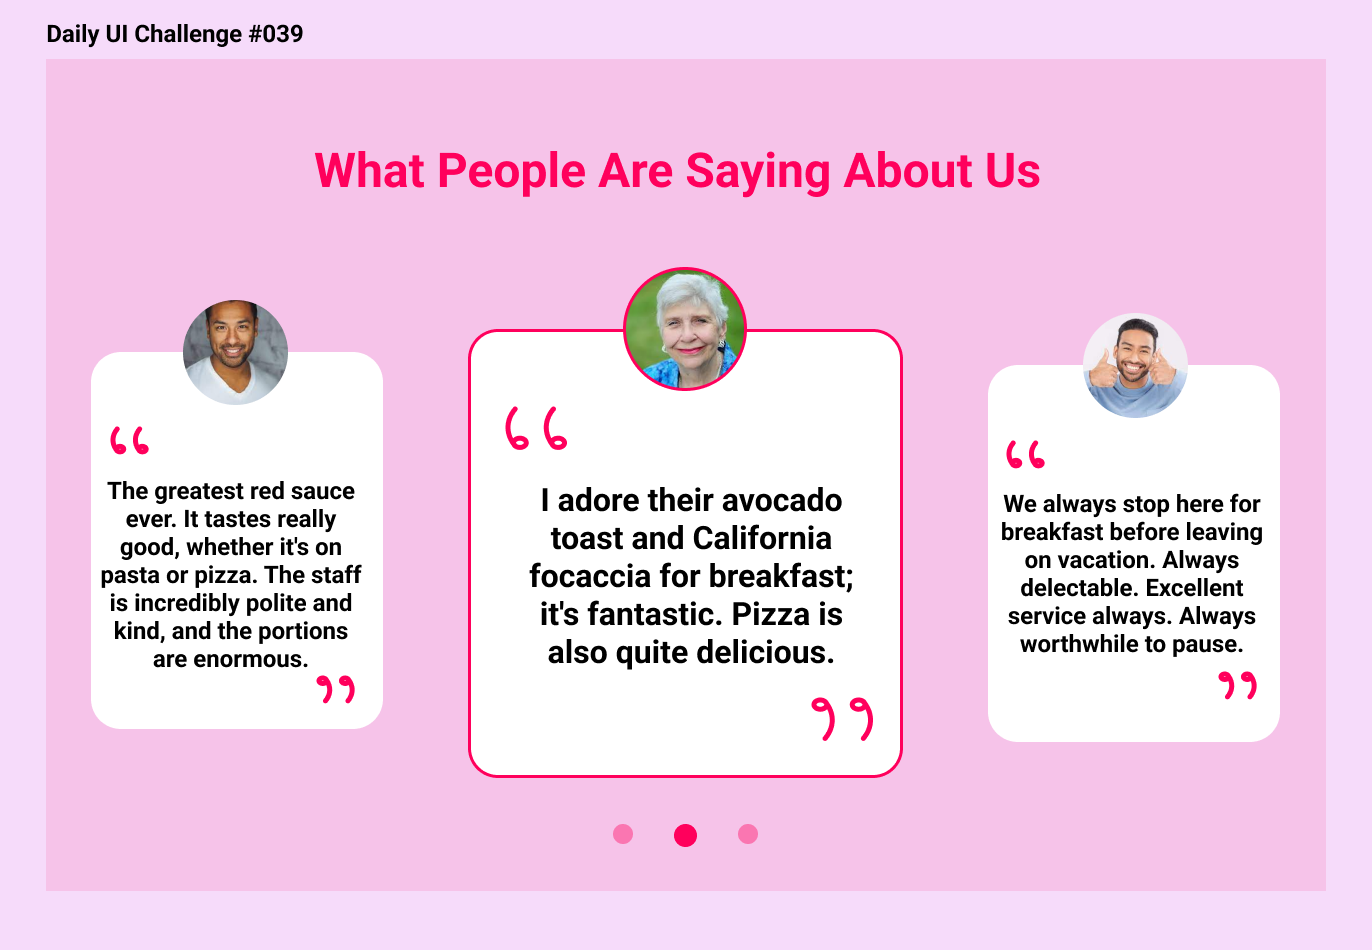 Daily UI Challenge #039
What People Are Saying About Us
The greatest red sauce
ever. It tastes really
good, whether it's on
pasta or pizza. The staff
is incredibly polite and
kind, and the portions
are enormous.
I adore their avocado
toast and California
focaccia for breakfast;
it's fantastic. Pizza is
also quite delicious.
We always stop here for
breakfast before leaving
on vacation. Always
delectable. Excellent
service always. Always
worthwhile to pause.